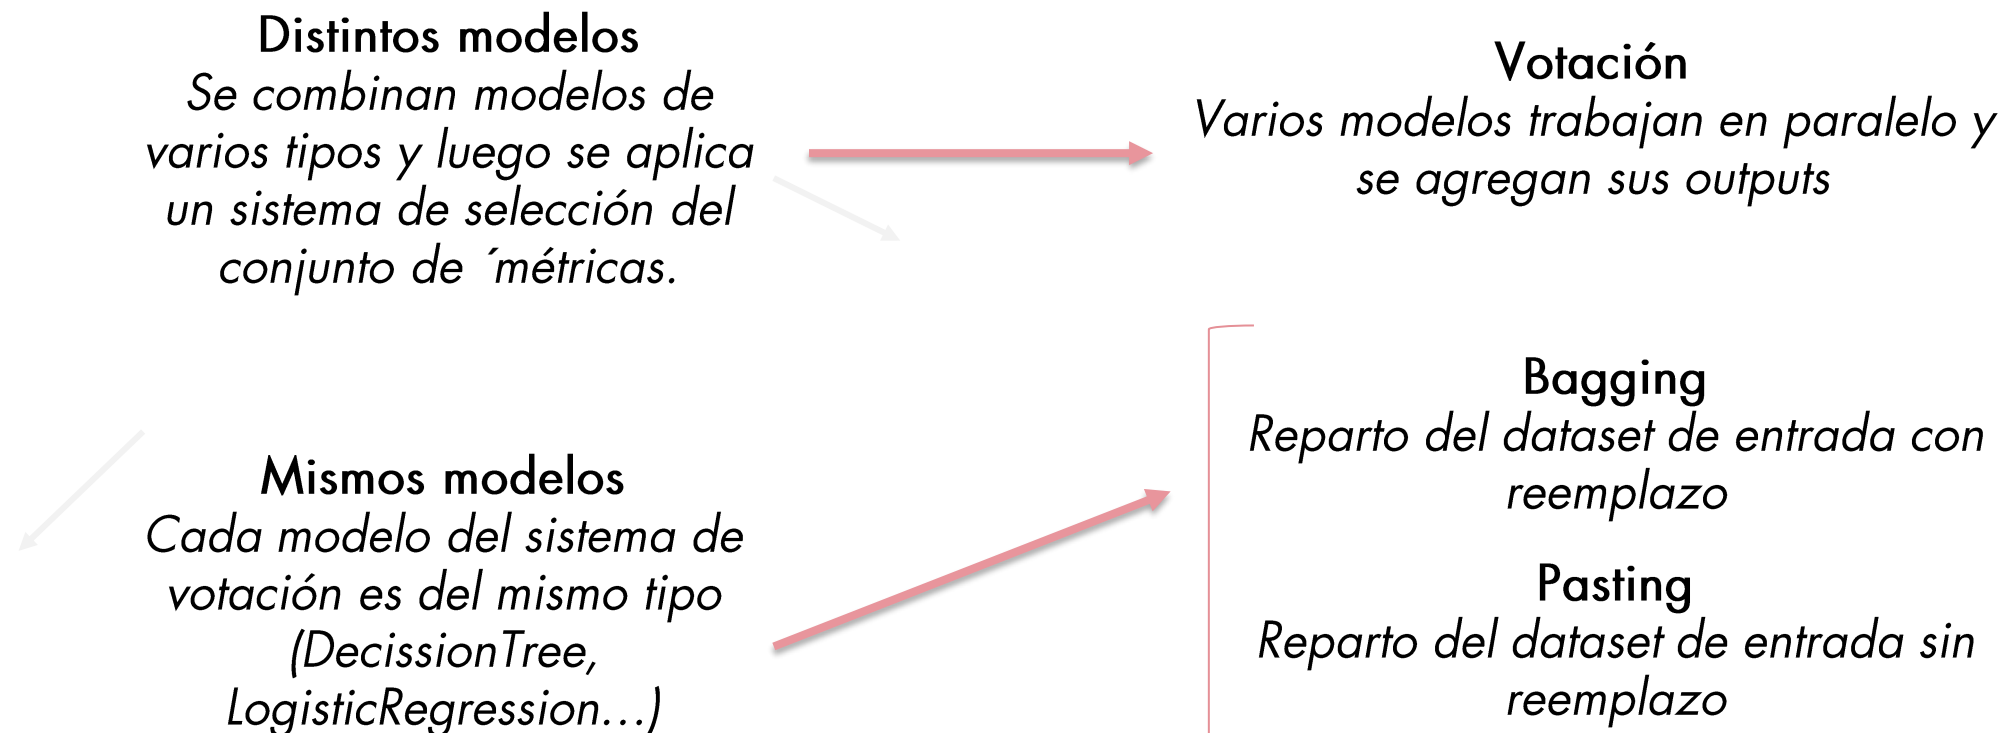 Distintos modelos
Se combinan modelos de
varios tipos y luego se aplica
un sistema de selección del
conjunto de ´métricas.
Votación
Varios modelos trabajan en paralelo y
se agregan sus outputs
Mismos modelos
Cada modelo del sistema de
votación es del mismo tipo
(DecissionTree,
LogisticRegression...)
Bagging
Reparto del dataset de entrada con
reemplazo
Pasting
Reparto del dataset de entrada sin
reemplazo